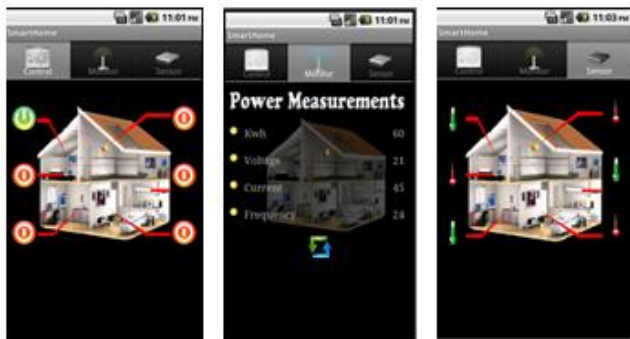 11:01 PM
SmartHome
Control Monitor Sensor
11:01 PM
SmartHome
Control Monitor Sensor
Power Measurements
Kwh 60
Voltage 21
Current 45
Frequency 24
11:03 PM
SmartHome
Control Monitor Sensor